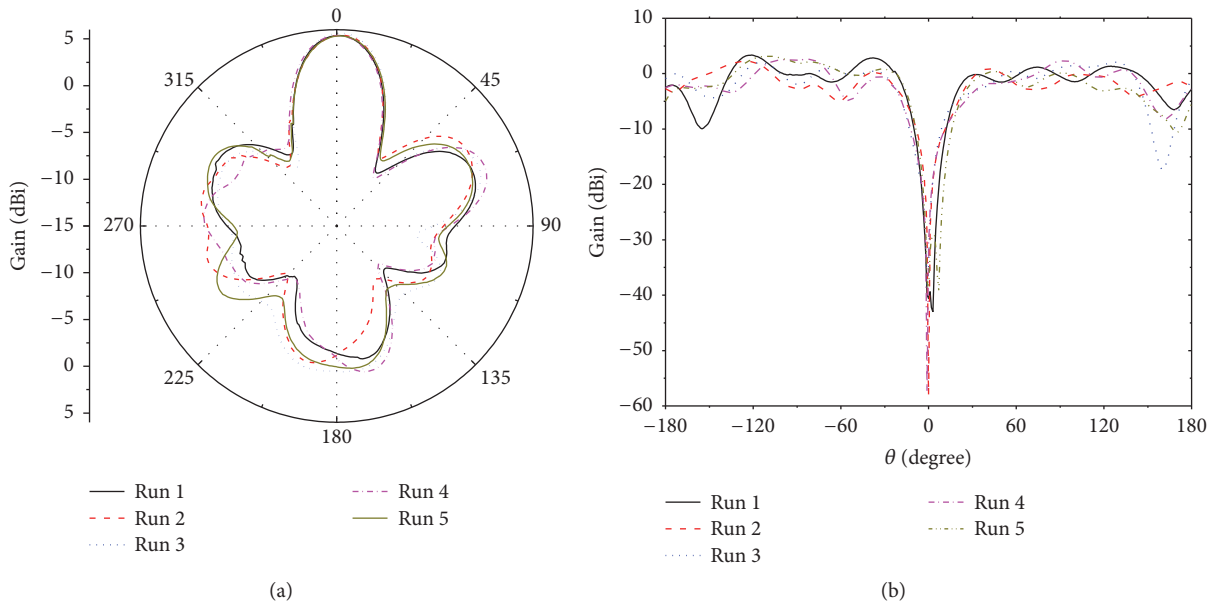 0
5
0
−5
−10
−15
−10
−5
0
5
Gain (dBi)
315
45
270
90
225
135
180
Run 1
Run 2
Run 3
Run 4
Run 5
(a)
10
0
−10
−20
−30
−40
−50
−60
Gain (dBi)
−180 −120 −60 0 60 120 180
θ (degree)
Run 1
Run 2
Run 3
Run 4
Run 5
(b)